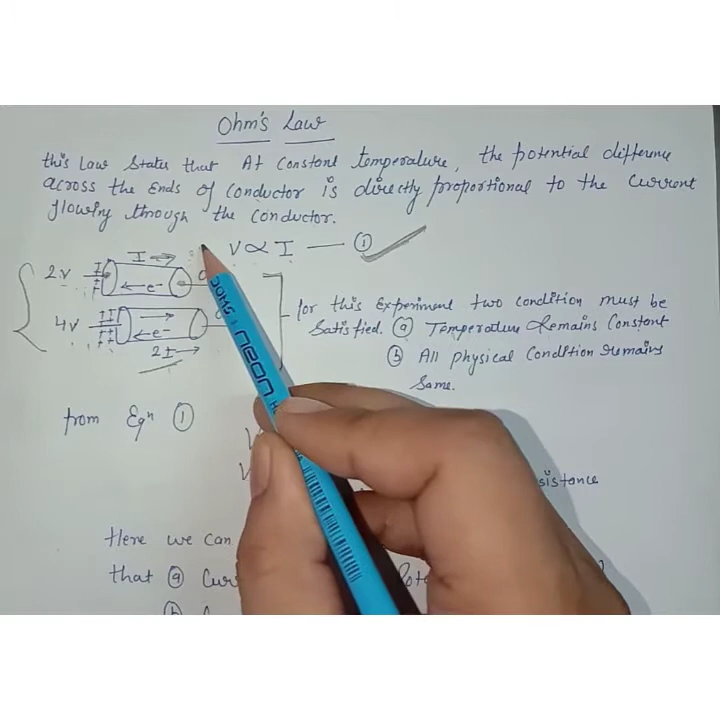 Ohm's Law
this Law States that At Constant temperature, the potential difference
across the Ends of Conductor is directly proportional to the Current
flowing through the Conductor.
V ∝ I — ①
I →
2V
← e-
4V
← e-
2I →
for this Experiment two condition must be
Satisfied. ⓐ Temperature Remains Constant
ⓑ All physical Condition remains
Same.
from Eqⁿ ①
V
V
sistance
Here we can
that ⓐ Curr
Pote
ⓑ
neon